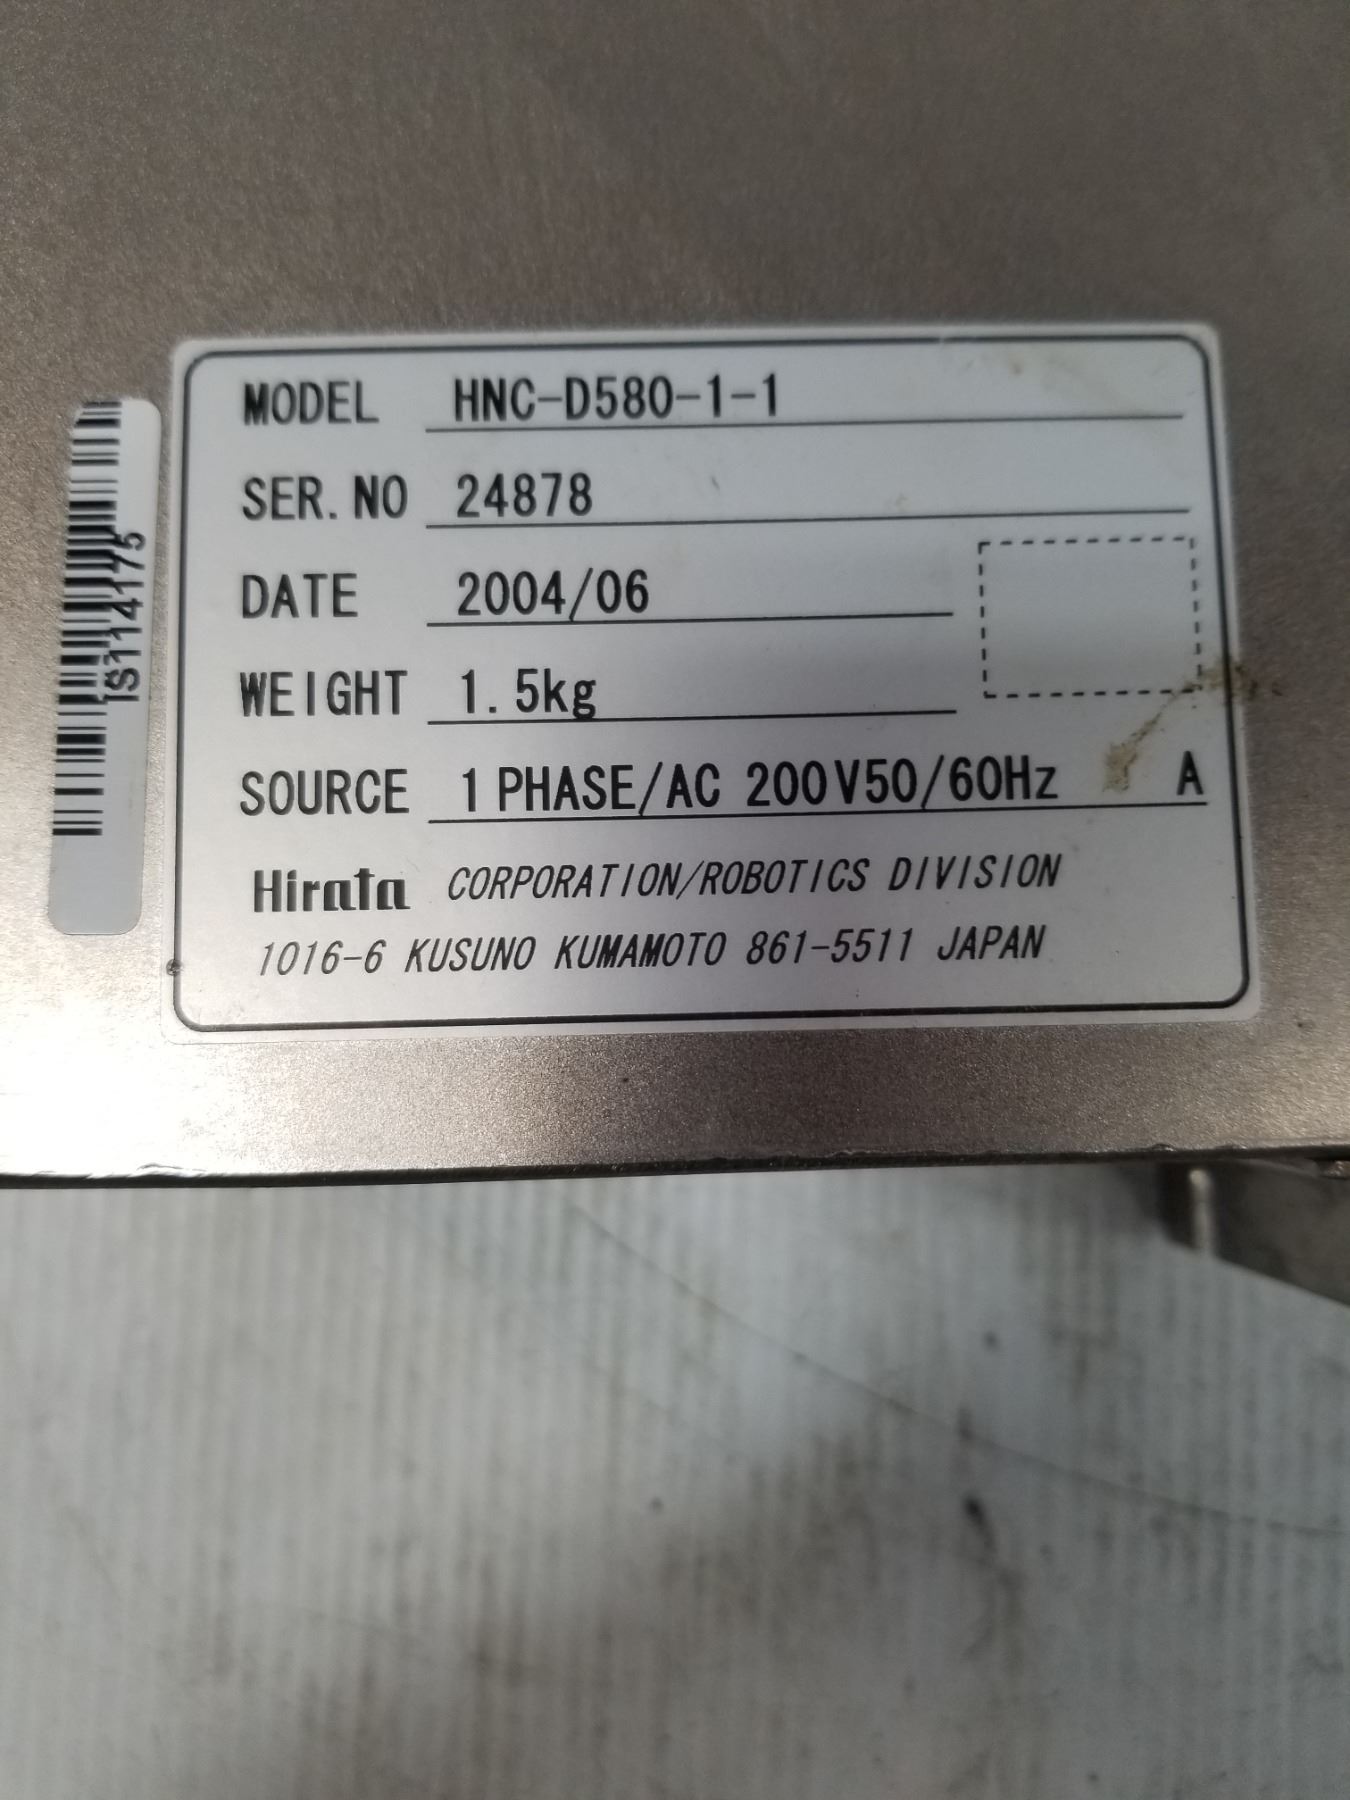 MODEL HNC-D580-1-1
SER. NO 24878
DATE 2004/06
WEIGHT 1.5kg
SOURCE 1 PHASE/AC 200V50/60Hz A
Hirata CORPORATION/ROBOTICS DIVISION
1016-6 KUSUNO KUMAMOTO 861-5511 JAPAN
IS114175